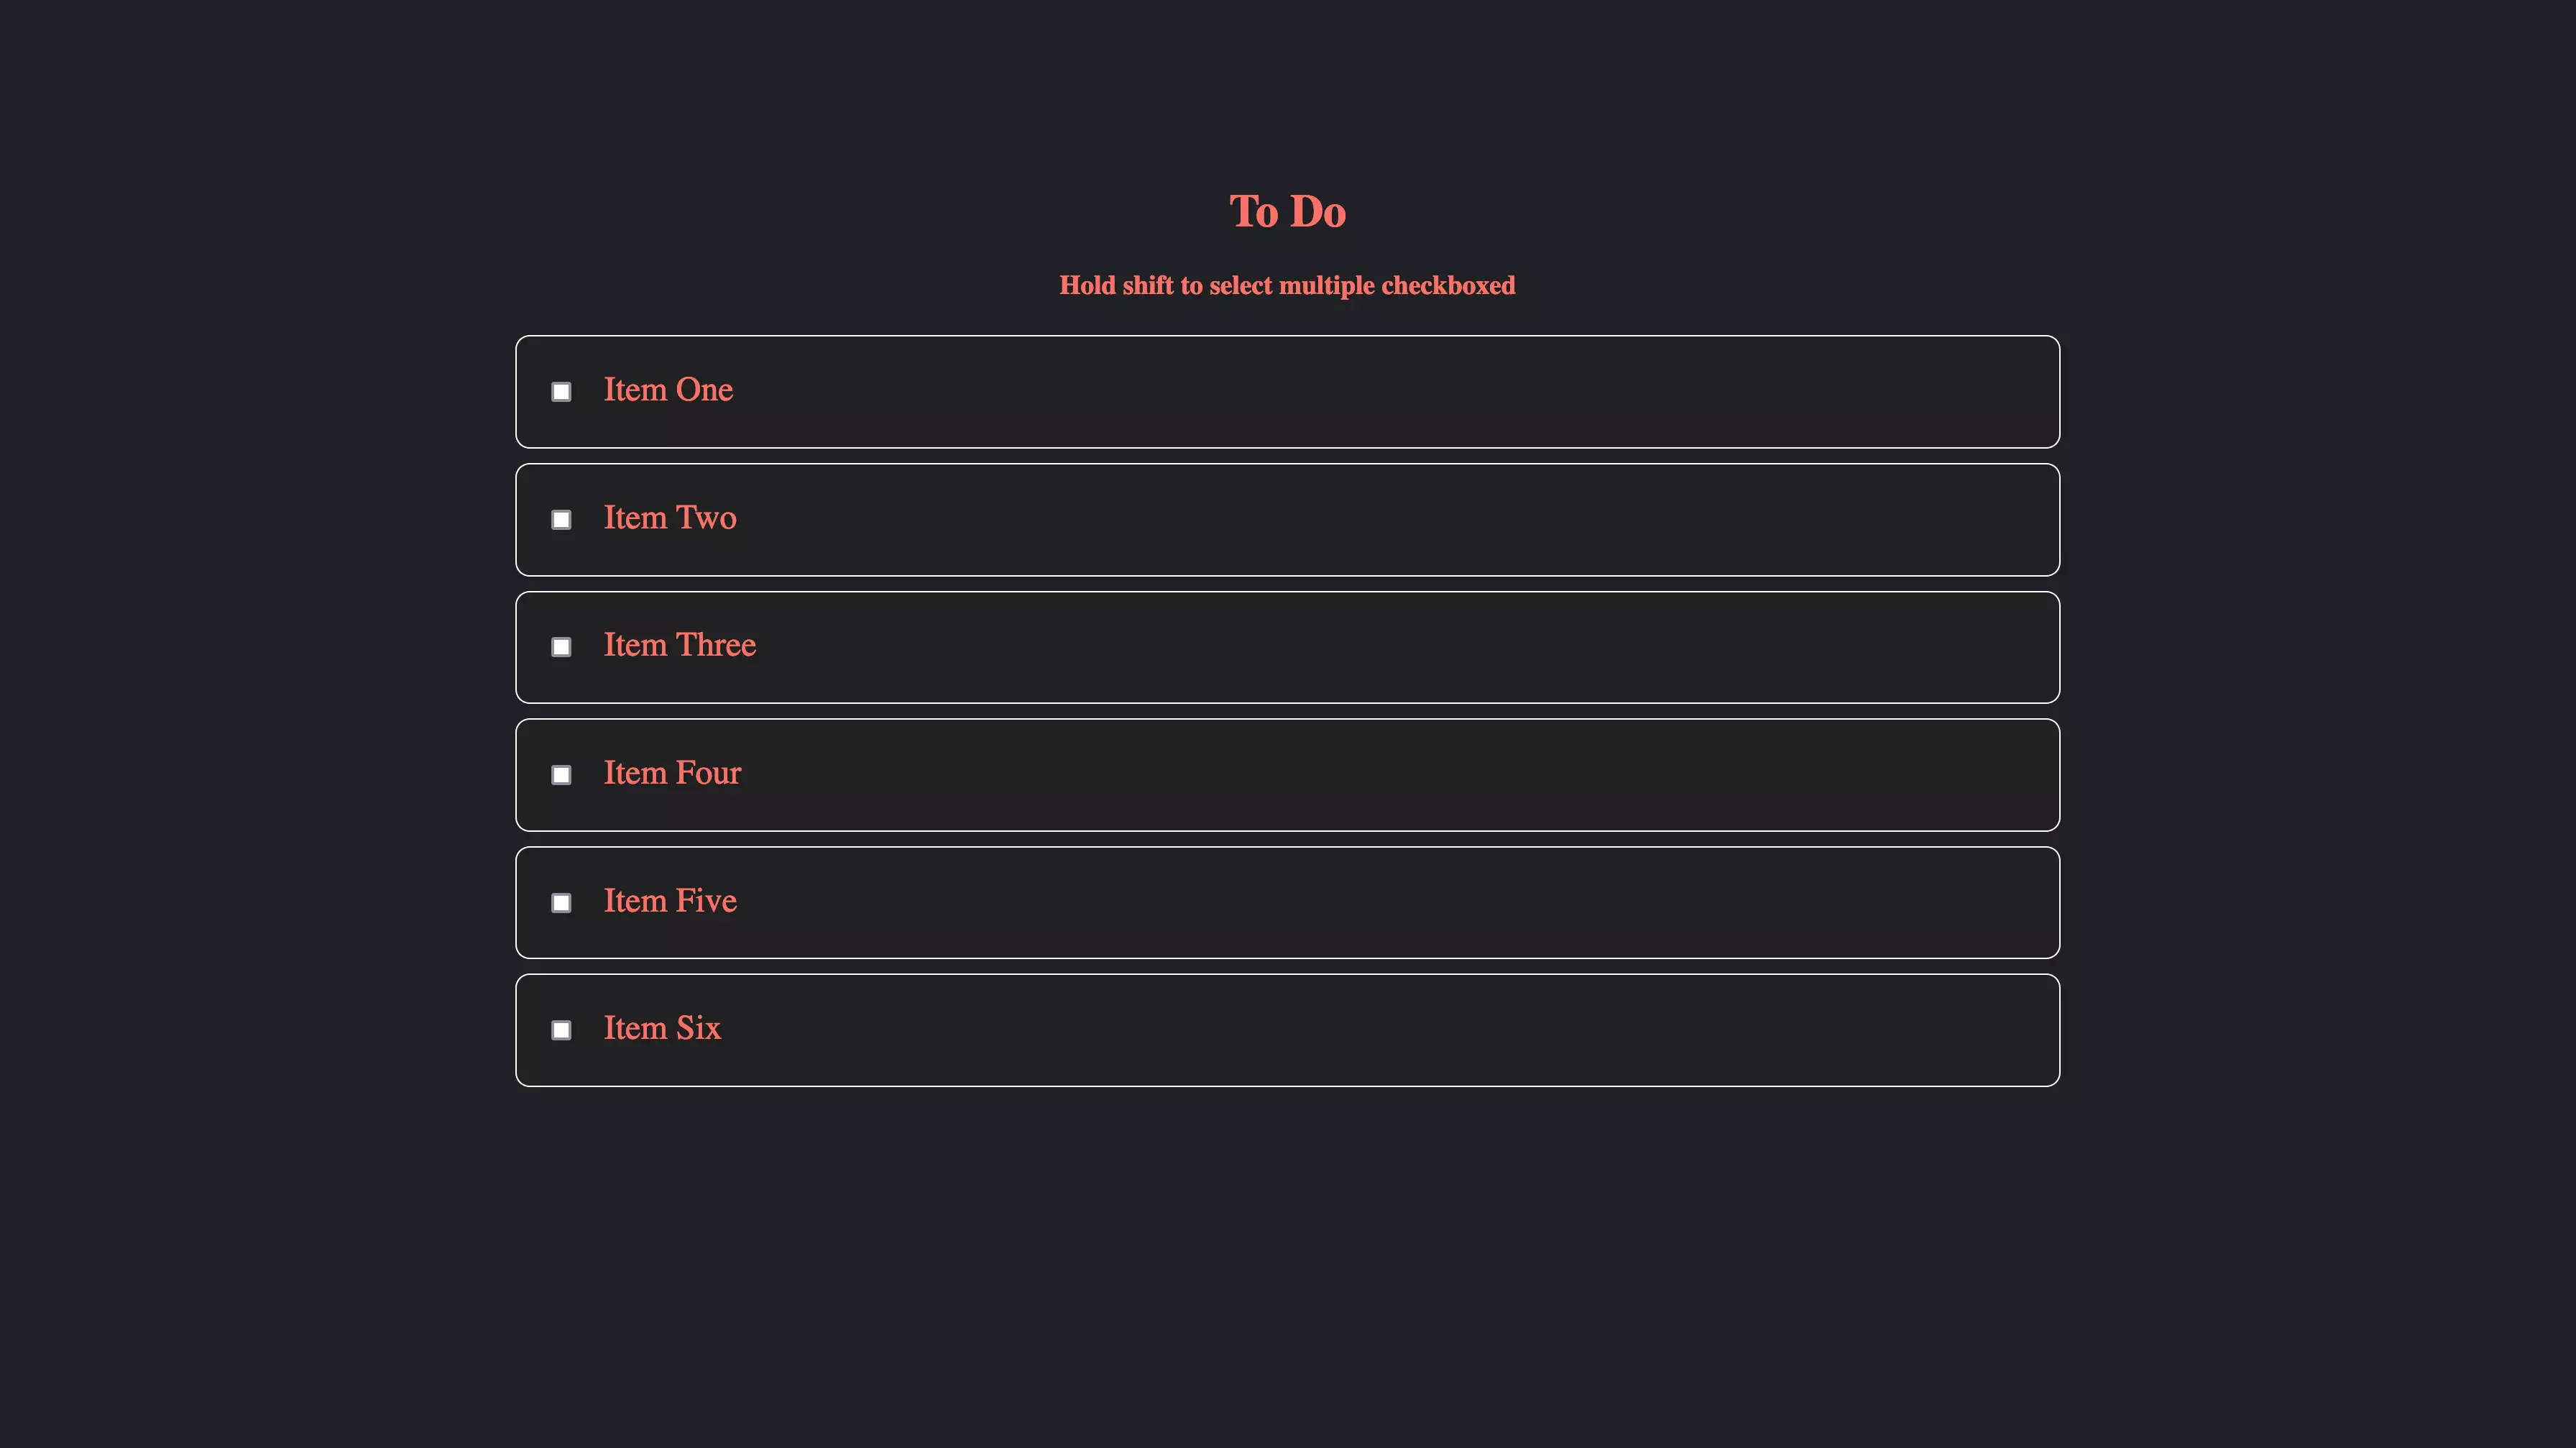 To Do
Hold shift to select multiple checkboxed
Item One
Item Two
Item Three
Item Four
Item Five
Item Six